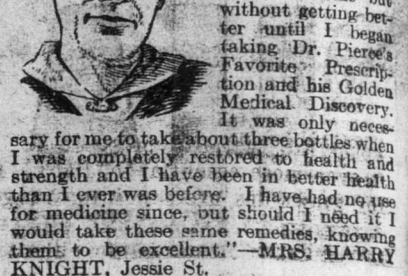 without getting bet-
ter until I began
taking Dr. Pierce's
Favorite Prescrip-
tion and his Golden
Medical Discovery.
It was only neces-
sary for me to take about three bottles when
I was completely restored to health and
strength and I have been in better health
than I ever was before. I have had no use
for medicine since, but should I need it I
would take these same remedies, knowing
them to be excellent."—MRS. HARRY
KNIGHT, Jessie St.